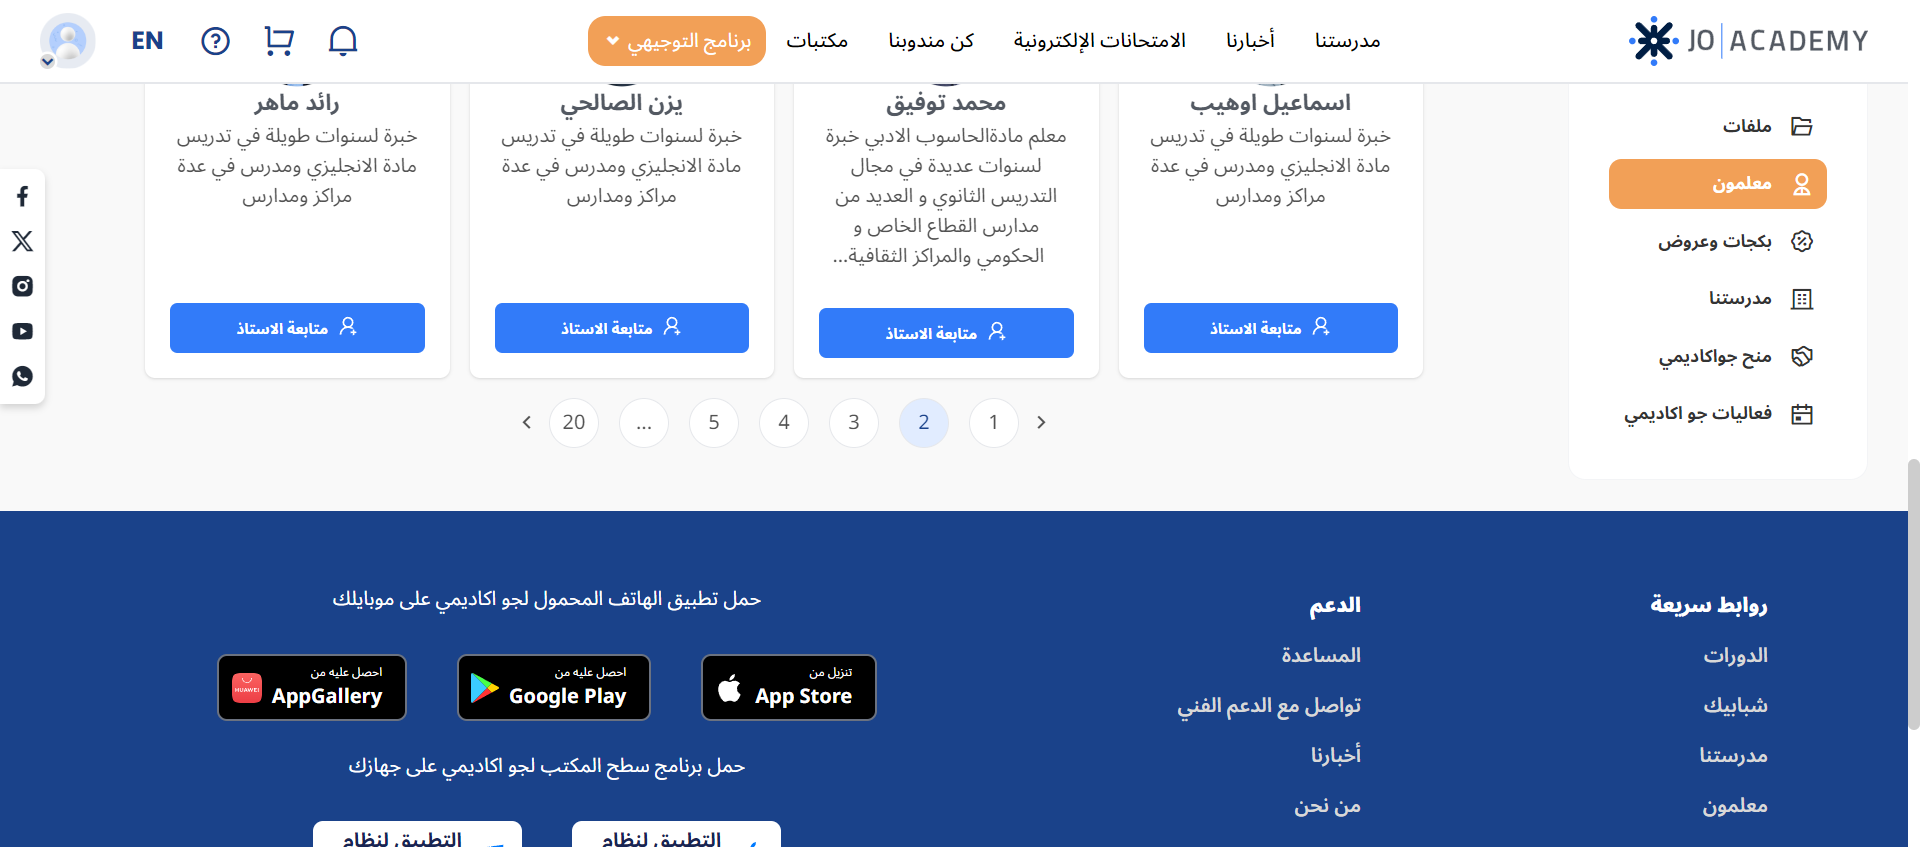 JO ACADEMY
مدرستنا
أخبارنا
الامتحانات الإلكترونية
كن مندوبنا
مكتبات
برنامج التوجيهي
EN
ملفات
معلمون
بكجات وعروض
مدرستنا
منح جواكاديمي
فعاليات جو اكاديمي
اسماعيل اوهيب
خبرة لسنوات طويلة في تدريس
مادة الانجليزي ومدرس في عدة
مراكز ومدارس
متابعة الاستاذ
محمد توفيق
معلم مادةالحاسوب الادبي خبرة
لسنوات عديدة في مجال
التدريس الثانوي و العديد من
مدارس القطاع الخاص و
الحكومي والمراكز الثقافية...
متابعة الاستاذ
يزن الصالحي
خبرة لسنوات طويلة في تدريس
مادة الانجليزي ومدرس في عدة
مراكز ومدارس
متابعة الاستاذ
رائد ماهر
خبرة لسنوات طويلة في تدريس
مادة الانجليزي ومدرس في عدة
مراكز ومدارس
متابعة الاستاذ
1 2 3 4 5 ... 20
روابط سريعة
الدورات
شبابيك
مدرستنا
معلمون
الدعم
المساعدة
تواصل مع الدعم الفني
أخبارنا
من نحن
حمل تطبيق الهاتف المحمول لجو اكاديمي على موبايلك
تنزيل من
App Store
احصل عليه من
Google Play
احصل عليه من
AppGallery
HUAWEI
حمل برنامج سطح المكتب لجو اكاديمي على جهازك
التطبيق لنظام
التطبيق لنظام